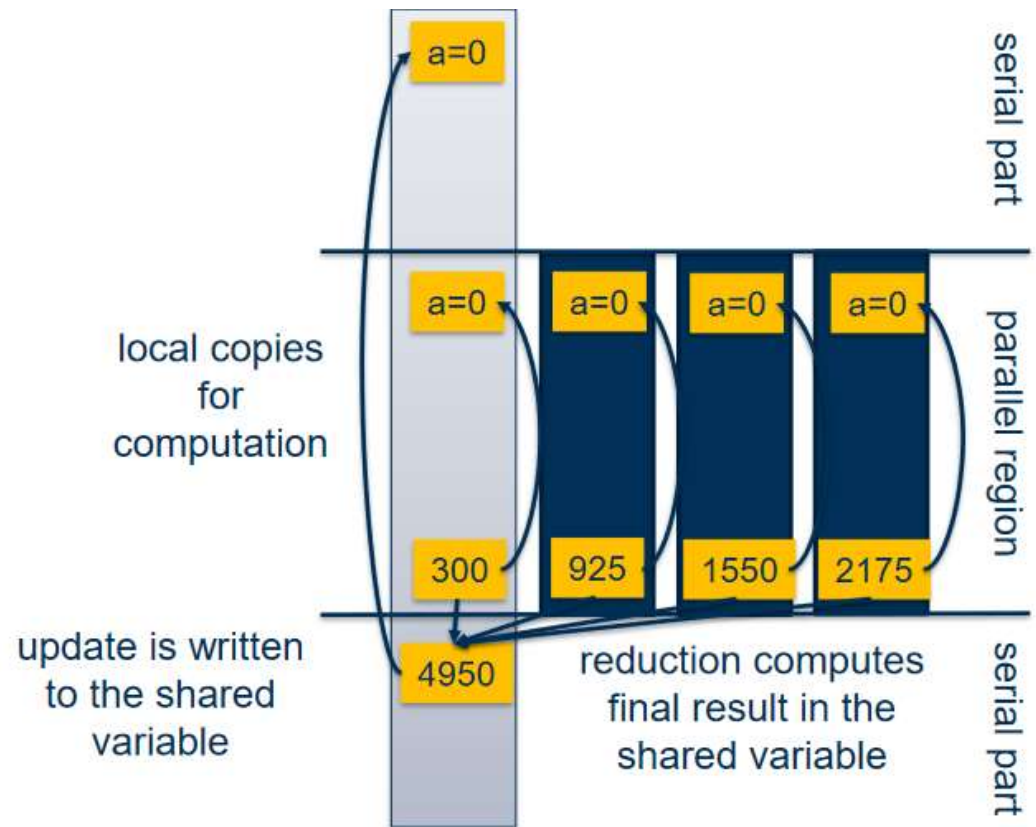 a=0
serial part
a=0
a=0
a=0
a=0
local copies
for
computation
parallel region
300
925
1550
2175
update is written
to the shared
variable
4950
reduction computes
final result in the
shared variable
serial part